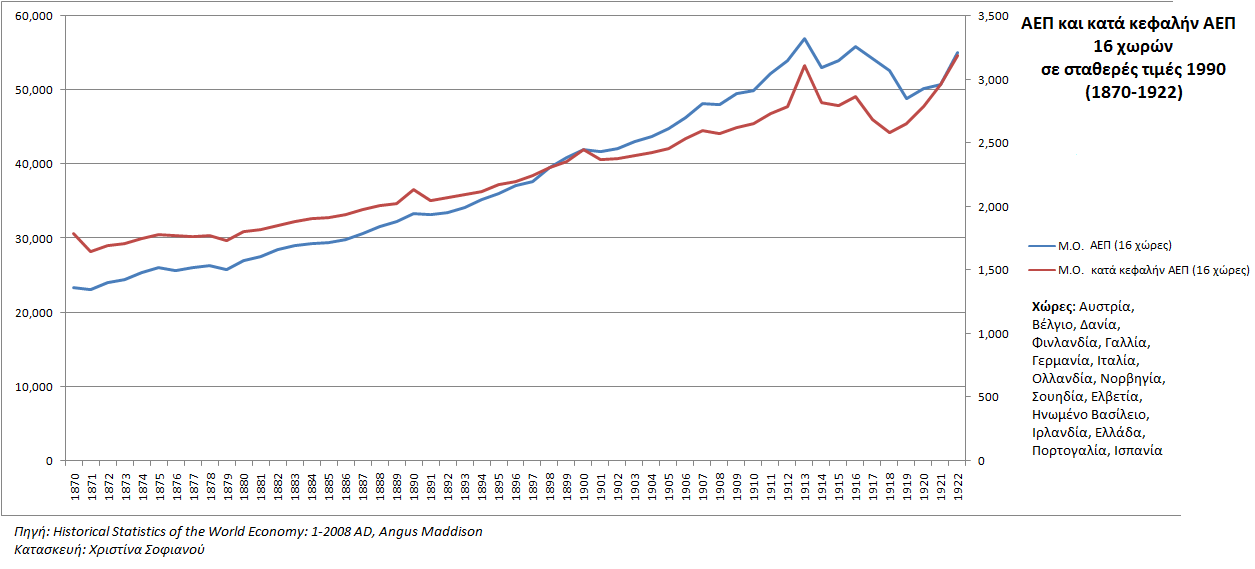 ΑΕΠ και κατά κεφαλήν ΑΕΠ
16 χωρών
σε σταθερές τιμές 1990
(1870-1922)
60,000
50,000
40,000
30,000
20,000
10,000
0
3,500
3,000
2,500
2,000
1,500
1,000
500
0
Μ.Ο. ΑΕΠ (16 χώρες)
Μ.Ο. κατά κεφαλήν ΑΕΠ (16 χώρες)
Χώρες: Αυστρία,
Βέλγιο, Δανία,
Φινλανδία, Γαλλία,
Γερμανία, Ιταλία,
Ολλανδία, Νορβηγία,
Σουηδία, Ελβετία,
Ηνωμένο Βασίλειο,
Ιρλανδία, Ελλάδα,
Πορτογαλία, Ισπανία
1870 1871 1872 1873 1874 1875 1876 1877 1878 1879 1880 1881 1882 1883 1884 1885 1886 1887 1888 1889 1890 1891 1892 1893 1894 1895 1896 1897 1898 1899 1900 1901 1902 1903 1904 1905 1906 1907 1908 1909 1910 1911 1912 1913 1914 1915 1916 1917 1918 1919 1920 1921 1922
Πηγή: Historical Statistics of the World Economy: 1-2008 AD, Angus Maddison
Κατασκευή: Χριστίνα Σοφιανού